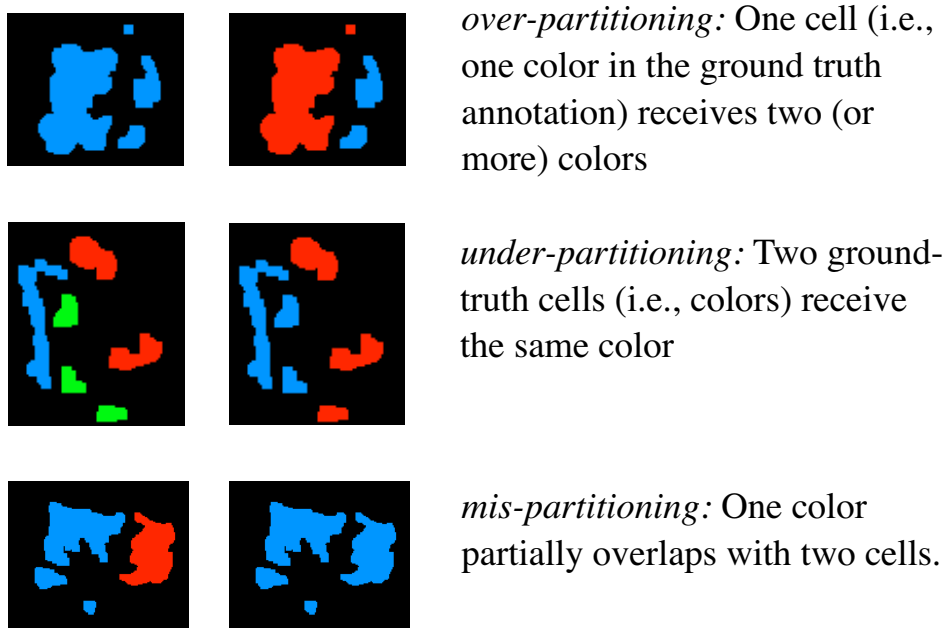 over-partitioning: One cell (i.e.,
one color in the ground truth
annotation) receives two (or
more) colors
under-partitioning: Two ground-
truth cells (i.e., colors) receive
the same color
mis-partitioning: One color
partially overlaps with two cells.